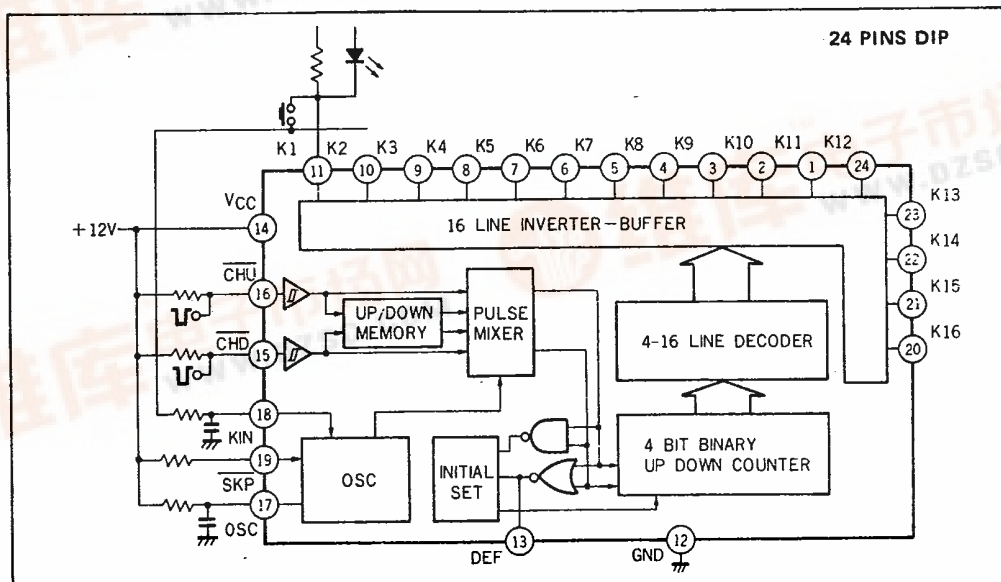 24 PINS DIP
K1 K2 K3 K4 K5 K6 K7 K8 K9 K10 K11 K12
11 10 9 8 7 6 5 4 3 2 1 24
K13
23
VCC
16 LINE INVERTER-BUFFER
K14
+12V
14
22
CHU
K15
16
UP/DOWN
MEMORY
PULSE
MIXER
4-16 LINE DECODER
21
CHD
K16
15
20
18
KIN
19
SKP
OSC
INITIAL
SET
4 BIT BINARY
UP DOWN COUNTER
17
OSC
DEF
13
GND
12